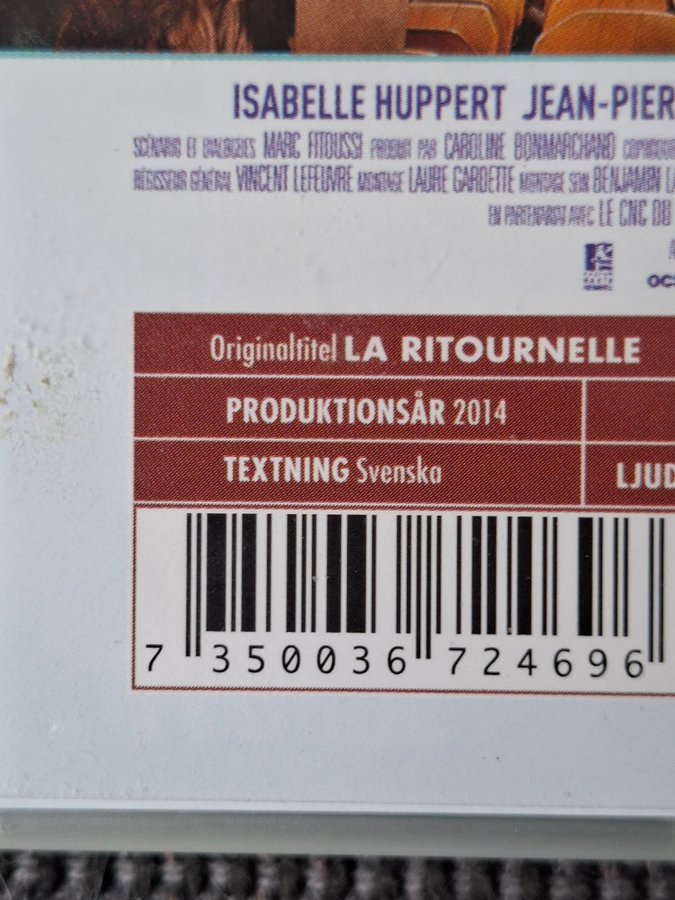 ISABELLE HUPPERT JEAN-PIER
SCÉNARIO ET DIALOGUES MARC FITOUSSI PRODUIT PAR CAROLINE BONMARCHAND
RÉGISSEUR GÉNÉRAL VINCENT LEFEUVRE MONTAGE LAURE GARDETTE MONTAGE SON BENJAMIN
EN PARTENARIAT AVEC LE CNC DU
Originaltitel LA RITOURNELLE
PRODUKTIONSÅR 2014
TEXTNING Svenska
LJUD
7 350036 724696